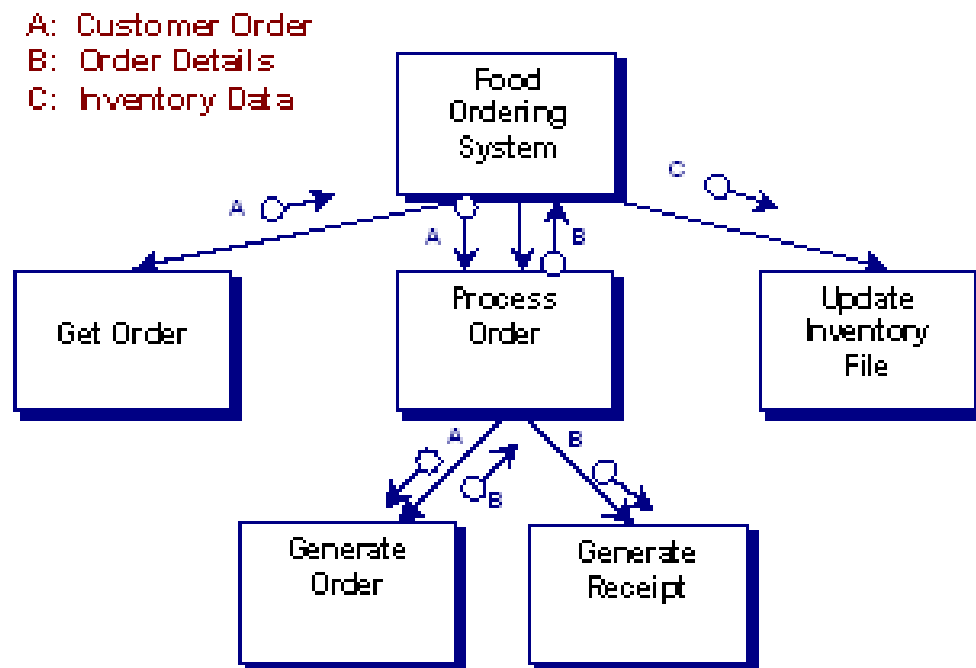 A: Customer Order
B: Order Details
C: Inventory Data
Food
Ordering
System
A
A
B
C
Get Order
Process
Order
Update
Inventory
File
A
B
B
Generate
Order
Generate
Receipt